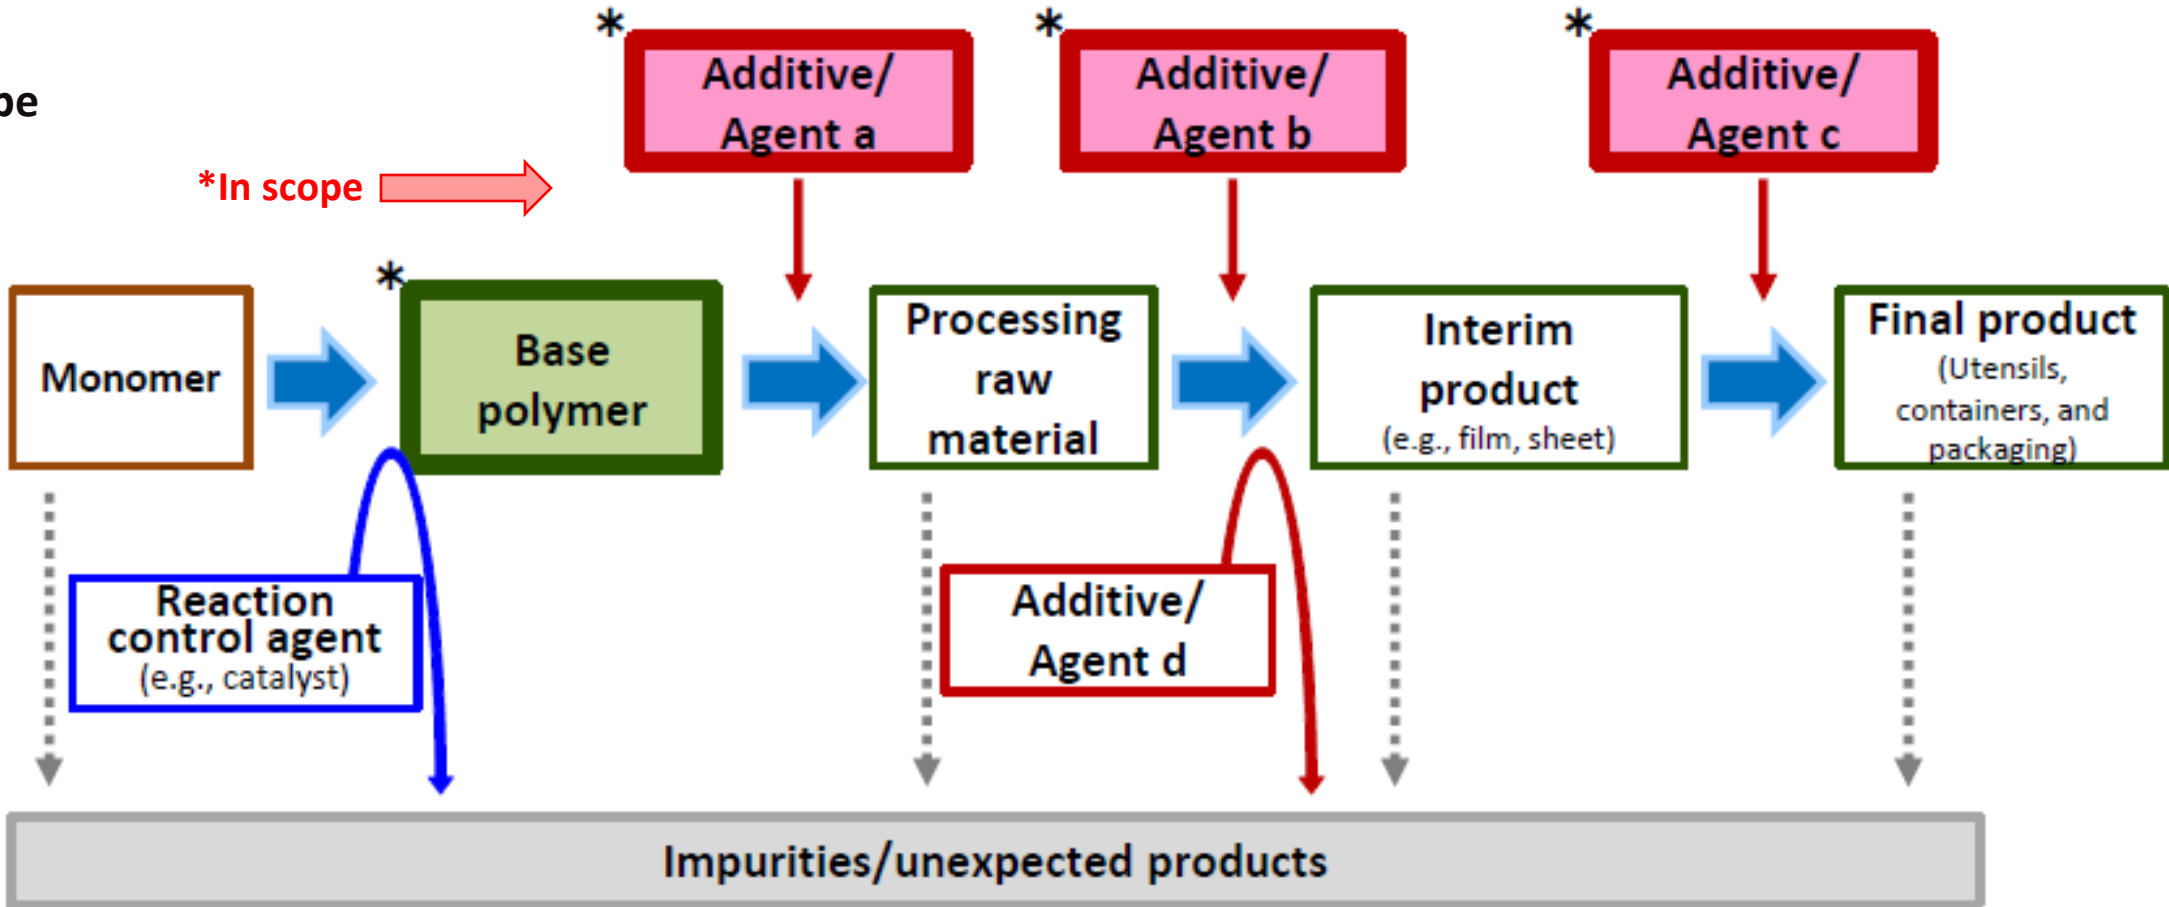 *
Additive/
Agent a
*
Additive/
Agent b
*
Additive/
Agent c
*In scope
Monomer
*
Base
polymer
Processing
raw
material
Interim
product
(e.g., film, sheet)
Final product
(Utensils,
containers, and
packaging)
Reaction
control agent
(e.g., catalyst)
Additive/
Agent d
Impurities/unexpected products